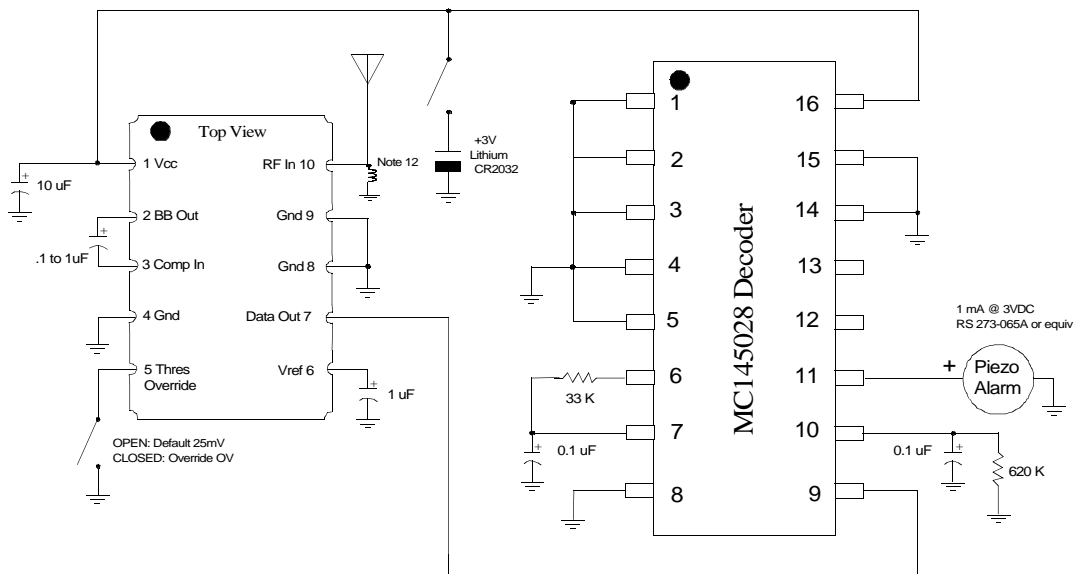 Top View
1 Vcc
RF In 10
Note 12
+
10 uF
2 BB Out
Gnd 9
+
.1 to 1uF
3 Comp In
Gnd 8
4 Gnd
Data Out 7
5 Thres
Override
Vref 6
+
1 uF
OPEN: Default 25mV
CLOSED: Override OV
+3V
Lithium
CR2032
MC145028 Decoder
1
16
2
15
3
14
4
13
5
12
6
11
7
10
8
9
33 K
+
0.1 uF
1 mA @ 3VDC
RS 273-065A or equiv
+
Piezo
Alarm
+
0.1 uF
620 K